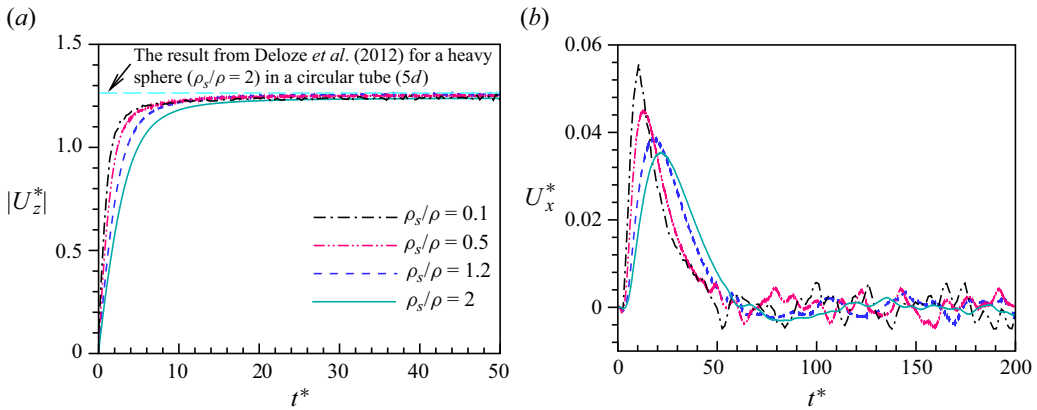 (a)
1.5
The result from Deloze et al. (2012) for a heavy
sphere (ρs/ρ = 2) in a circular tube (5d)
1.0
|U*z|
0.5
ρs/ρ = 0.1
ρs/ρ = 0.5
ρs/ρ = 1.2
ρs/ρ = 2
0
0 10 20 30 40 50
t*
(b)
0.06
0.04
U*x
0.02
0
0 50 100 150 200
t*